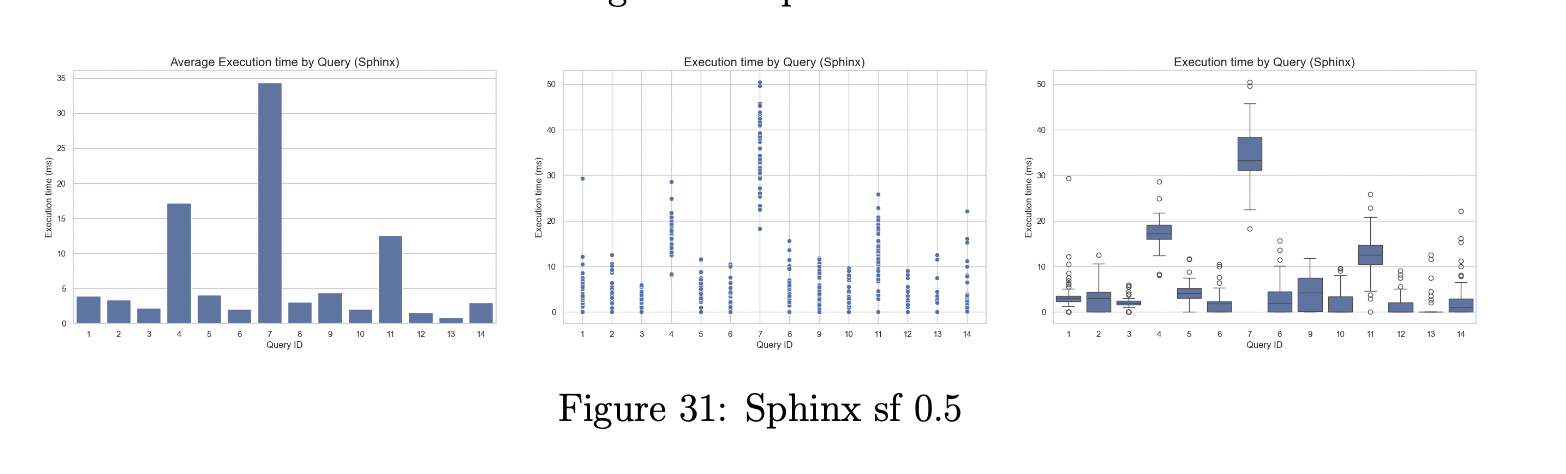 Average Execution time by Query (Sphinx)
35
30
25
20
15
10
5
0
Execution time (ms)
1 2 3 4 5 6 7 8 9 10 11 12 13 14
Query ID
Execution time by Query (Sphinx)
50
40
30
20
10
0
Execution time (ms)
1 2 3 4 5 6 7 8 9 10 11 12 13 14
Query ID
Execution time by Query (Sphinx)
50
40
30
20
10
0
Execution time (ms)
1 2 3 4 5 6 7 8 9 10 11 12 13 14
Query ID
Figure 31: Sphinx sf 0.5